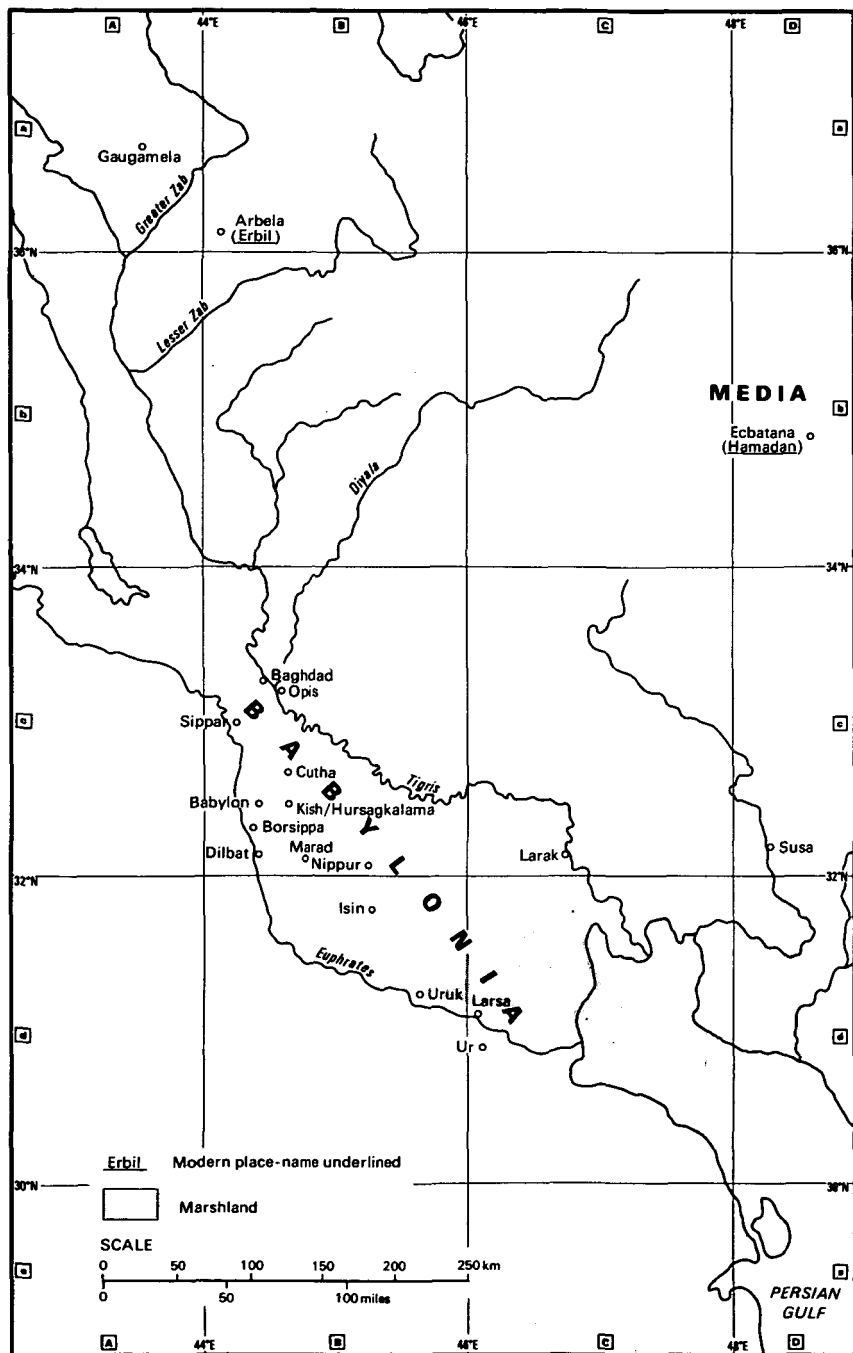 A
44°E
B
46°E
C
48°E
D
a
a
Gaugamela
Greater Zab
Arbela
(Erbil)
36°N
36°N
Lesser Zab
MEDIA
b
b
Ecbatana
(Hamadan)
Diyala
34°N
34°N
Baghdad
Opis
c
c
Sippar
BABYLONIA
Cutha
Tigris
Babylon
Kish/Hursagkalama
Borsippa
Dilbat
Marad
Nippur
Larak
Susa
32°N
32°N
Isin
Euphrates
Uruk
Larsa
d
d
Ur
Erbil Modern place-name underlined
30°N
30°N
Marshland
SCALE
0 50 100 150 200 250 km
0 50 100 miles
e
e
PERSIAN
GULF
A
44°E
B
46°E
C
48°E
D